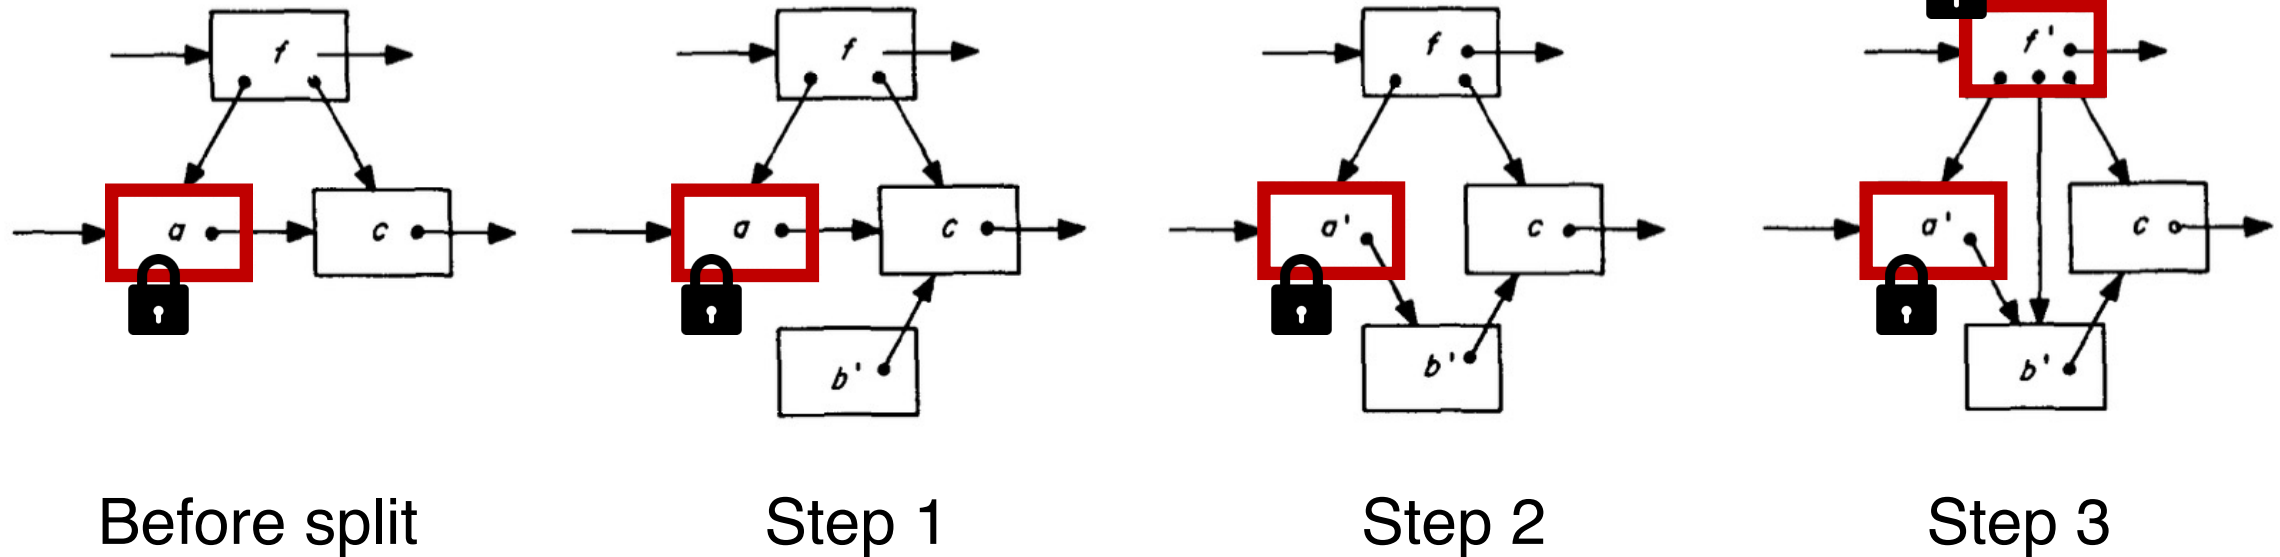 f f f f '
a c a c a ' c a ' c
b ' b ' b '
Before split Step 1 Step 2 Step 3